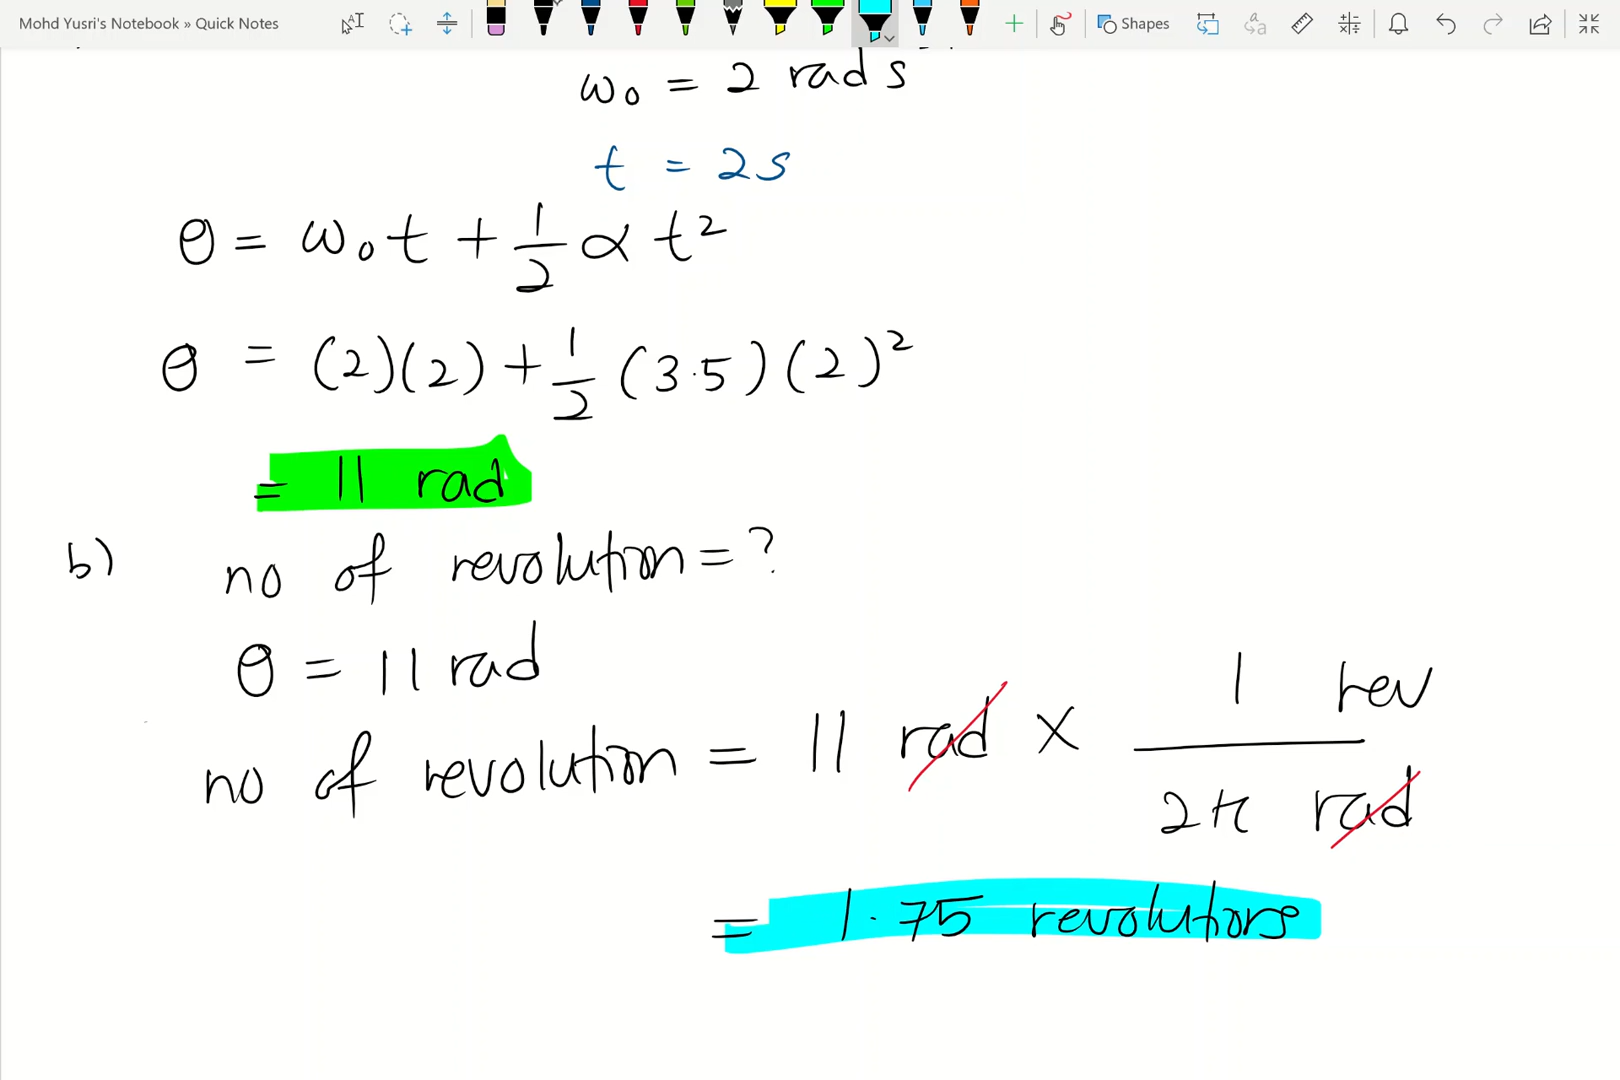 Mohd Yusri's Notebook » Quick Notes
Shapes
ω₀ = 2 rad s
t = 2s
θ = ω₀t + 1/2 α t²
θ = (2)(2) + 1/2 (3.5)(2)²
= 11 rad
b) no of revolution = ?
θ = 11 rad
no of revolution = 11 rad × 1 rev / 2π rad
= 1.75 revolutions